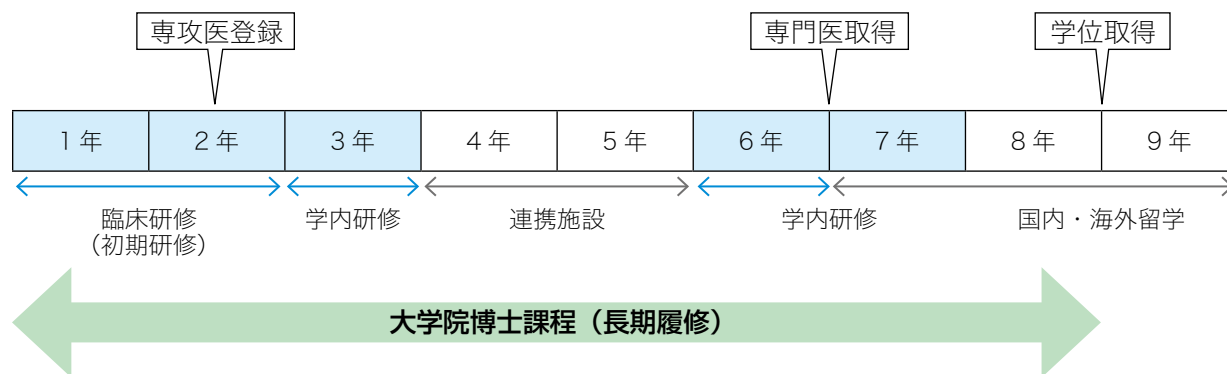 専攻医登録
専門医取得
学位取得
1 年
2 年
3 年
4 年
5 年
6 年
7 年
8 年
9 年
臨床研修
（初期研修）
学内研修
連携施設
学内研修
国内・海外留学
大学院博士課程（長期履修）